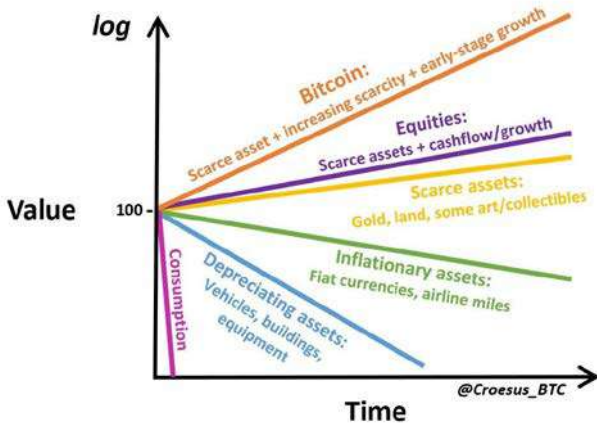 log
Bitcoin:
Scarce asset + increasing scarcity + early-stage growth
Equities:
Scarce assets + cashflow/growth
Scarce assets:
Gold, land, some art/collectibles
Value
100
Inflationary assets:
Fiat currencies, airline miles
Depreciating assets:
Vehicles, buildings,
equipment
Consumption
@Croesus_BTC
Time